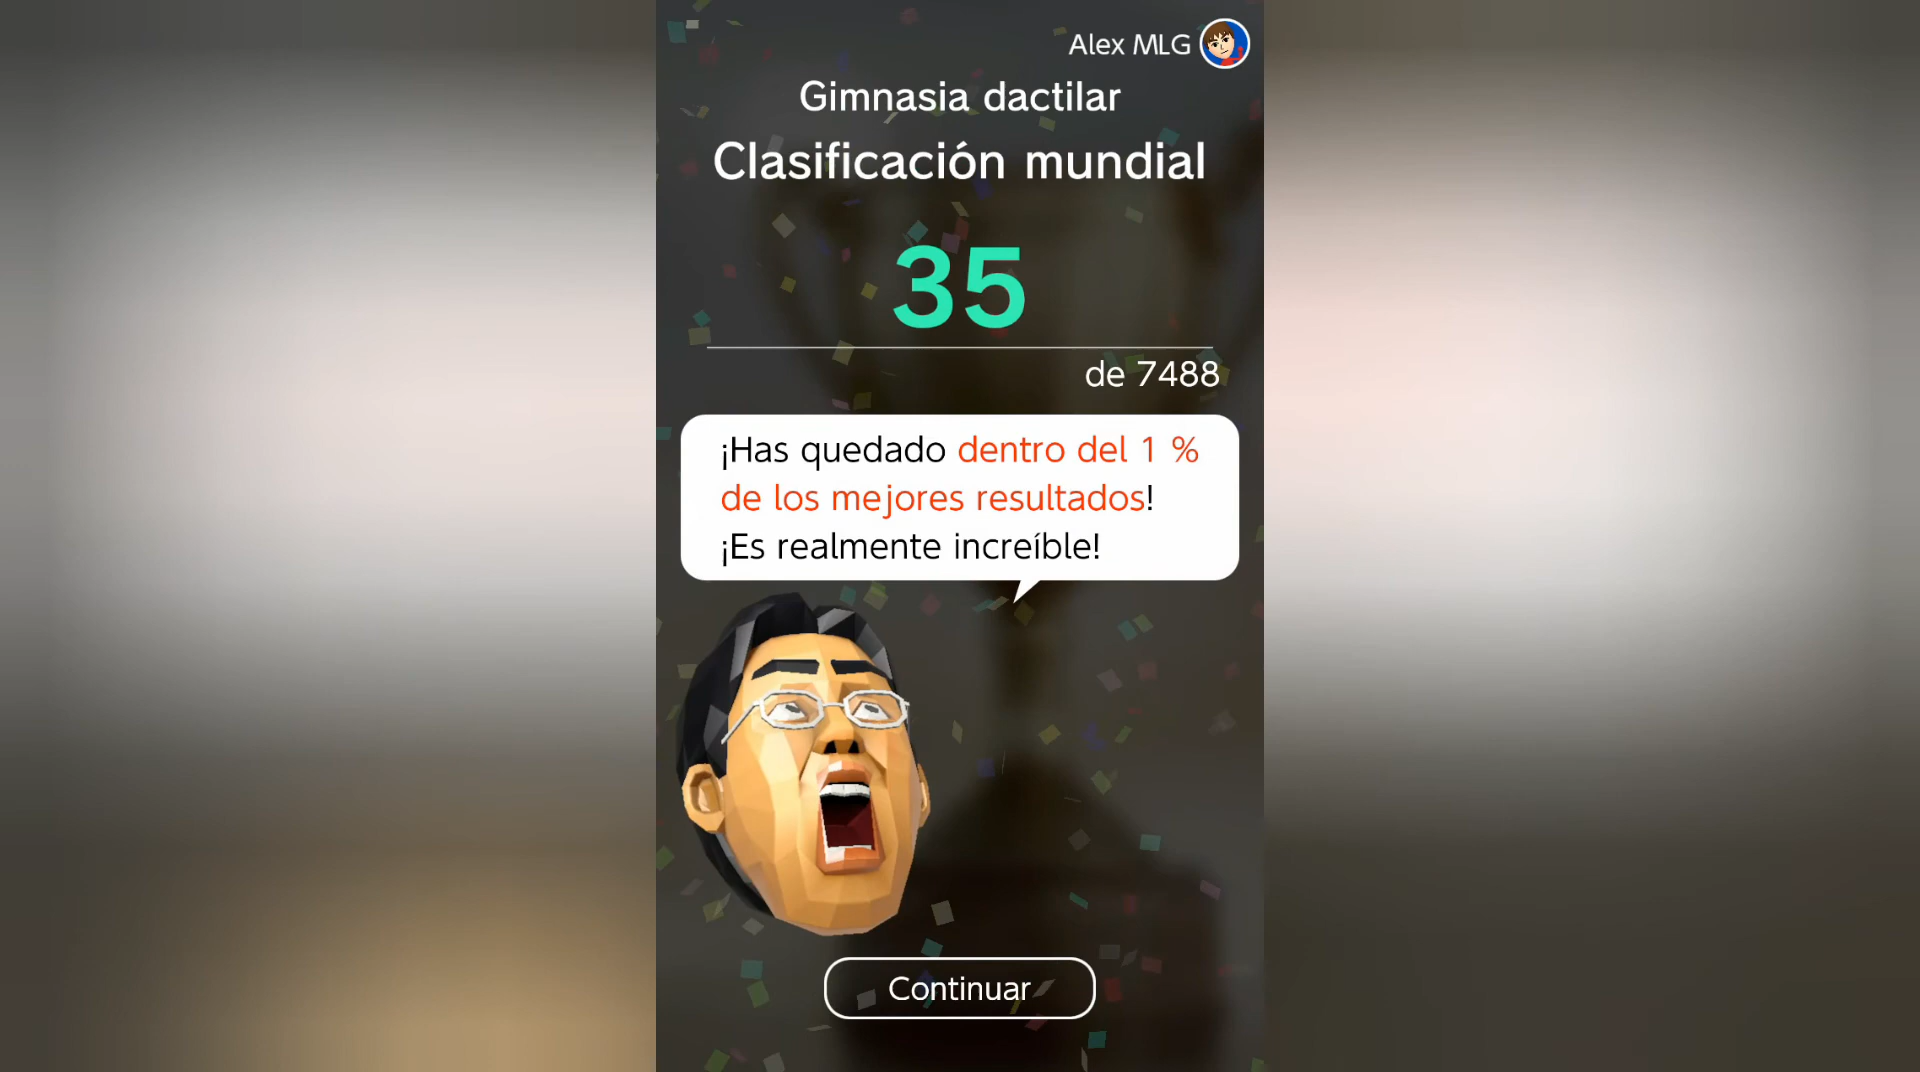 Alex MLG
Gimnasia dactilar
Clasificación mundial
35
de 7488
¡Has quedado dentro del 1 %
de los mejores resultados!
¡Es realmente increíble!
Continuar